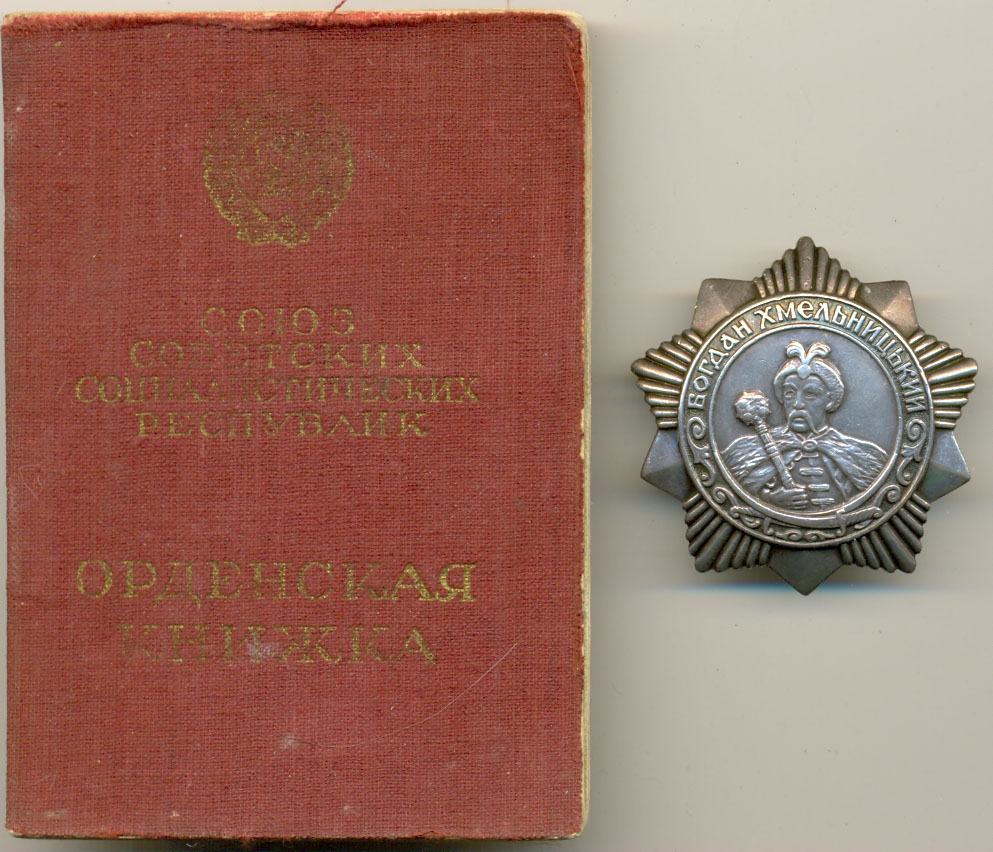 СОЮЗ
СОВЕТСКИХ
СОЦИАЛИСТИЧЕСКИХ
РЕСПУБЛИК
ОРДЕНСКАЯ
КНИЖКА
БОГДАН ХМЕЛЬНИЦЬКИЙ